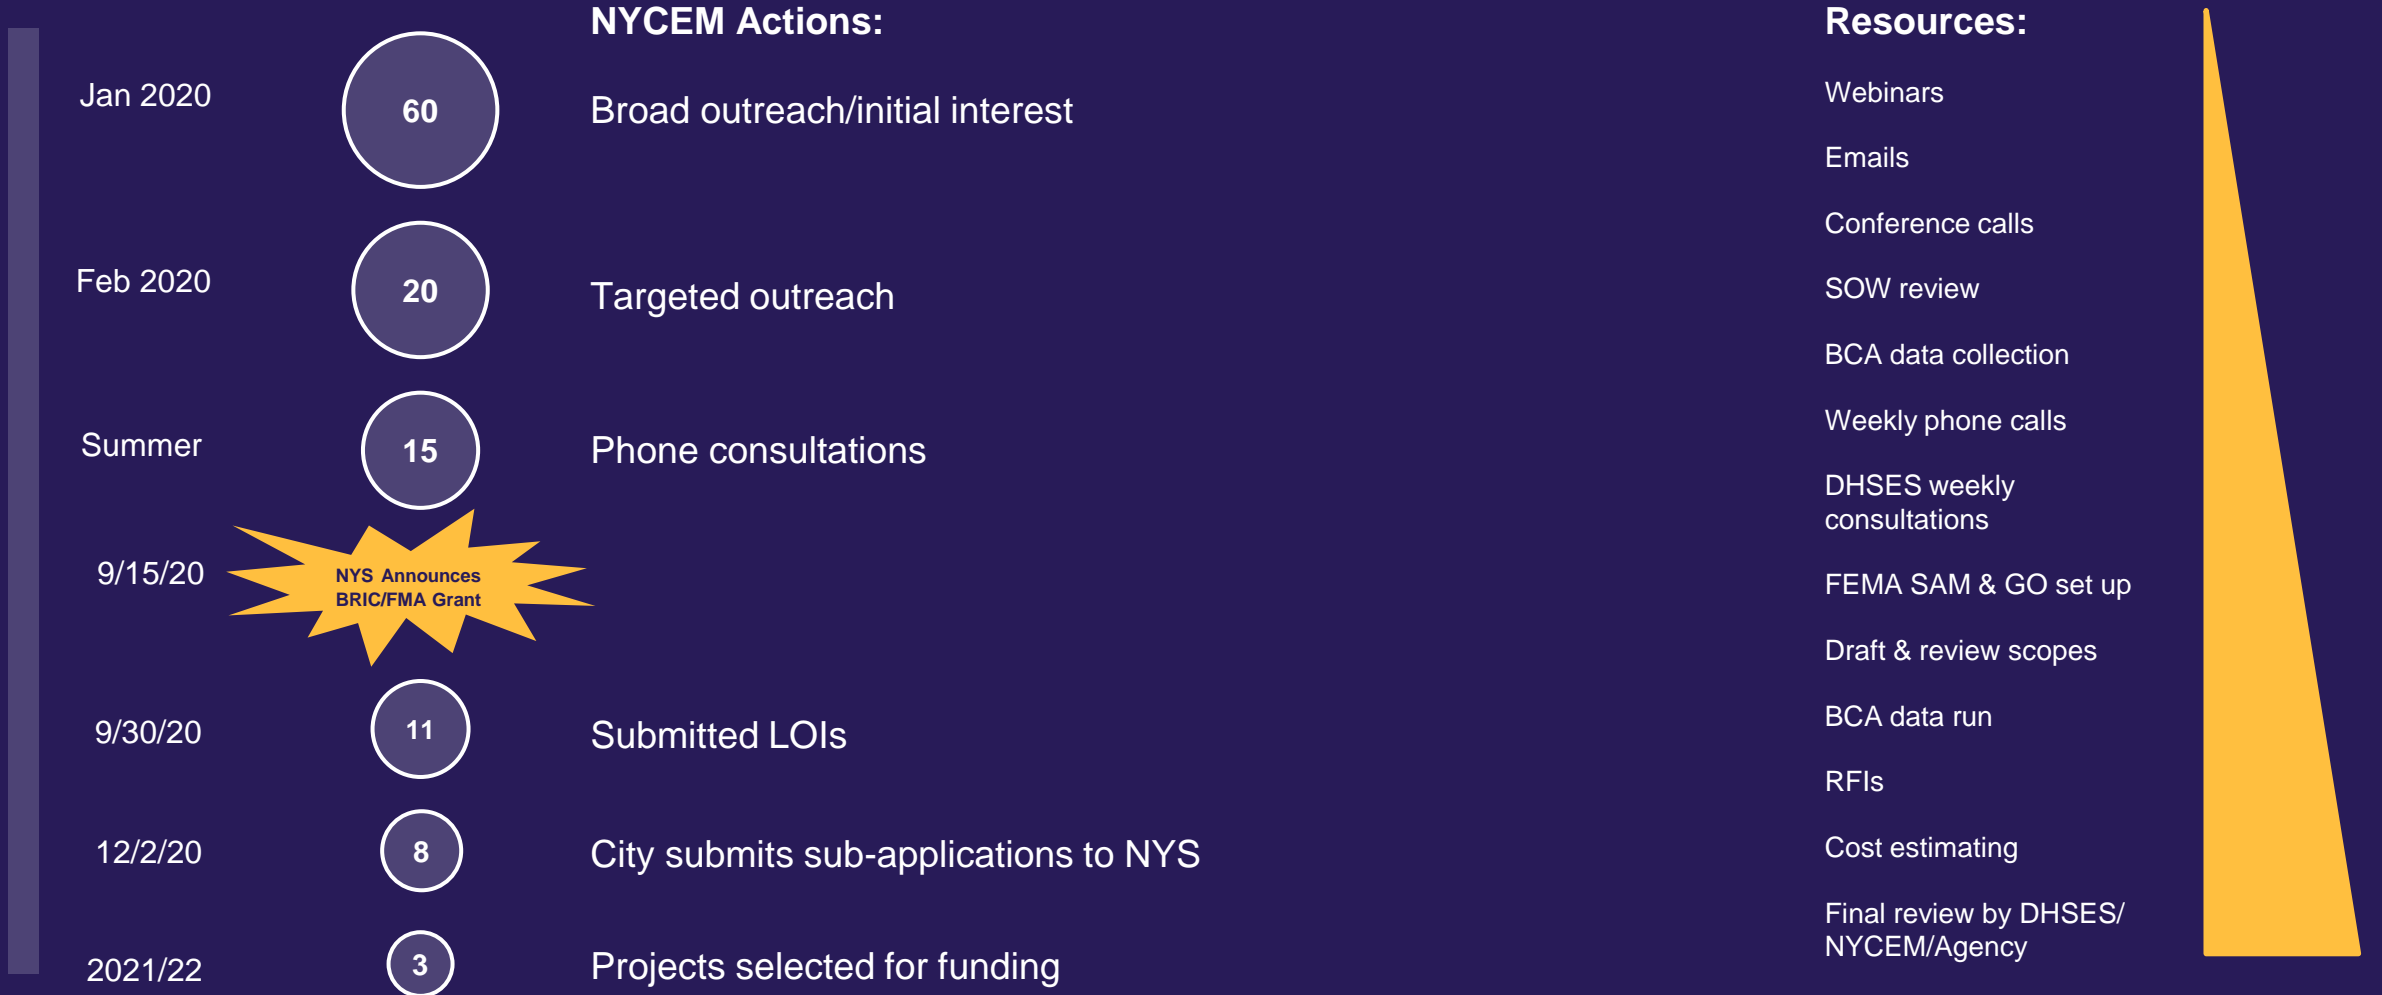 NYCEM Actions:
Resources:
Jan 2020
60
Broad outreach/initial interest
Feb 2020
20
Targeted outreach
Summer
15
Phone consultations
9/15/20
NYS Announces
BRIC/FMA Grant
9/30/20
11
Submitted LOIs
12/2/20
8
City submits sub-applications to NYS
2021/22
3
Projects selected for funding
Webinars
Emails
Conference calls
SOW review
BCA data collection
Weekly phone calls
DHSES weekly
consultations
FEMA SAM & GO set up
Draft & review scopes
BCA data run
RFIs
Cost estimating
Final review by DHSES/
NYCEM/Agency